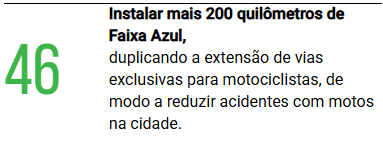 46
Instalar mais 200 quilômetros de
Faixa Azul,
duplicando a extensão de vias
exclusivas para motociclistas, de
modo a reduzir acidentes com motos
na cidade.